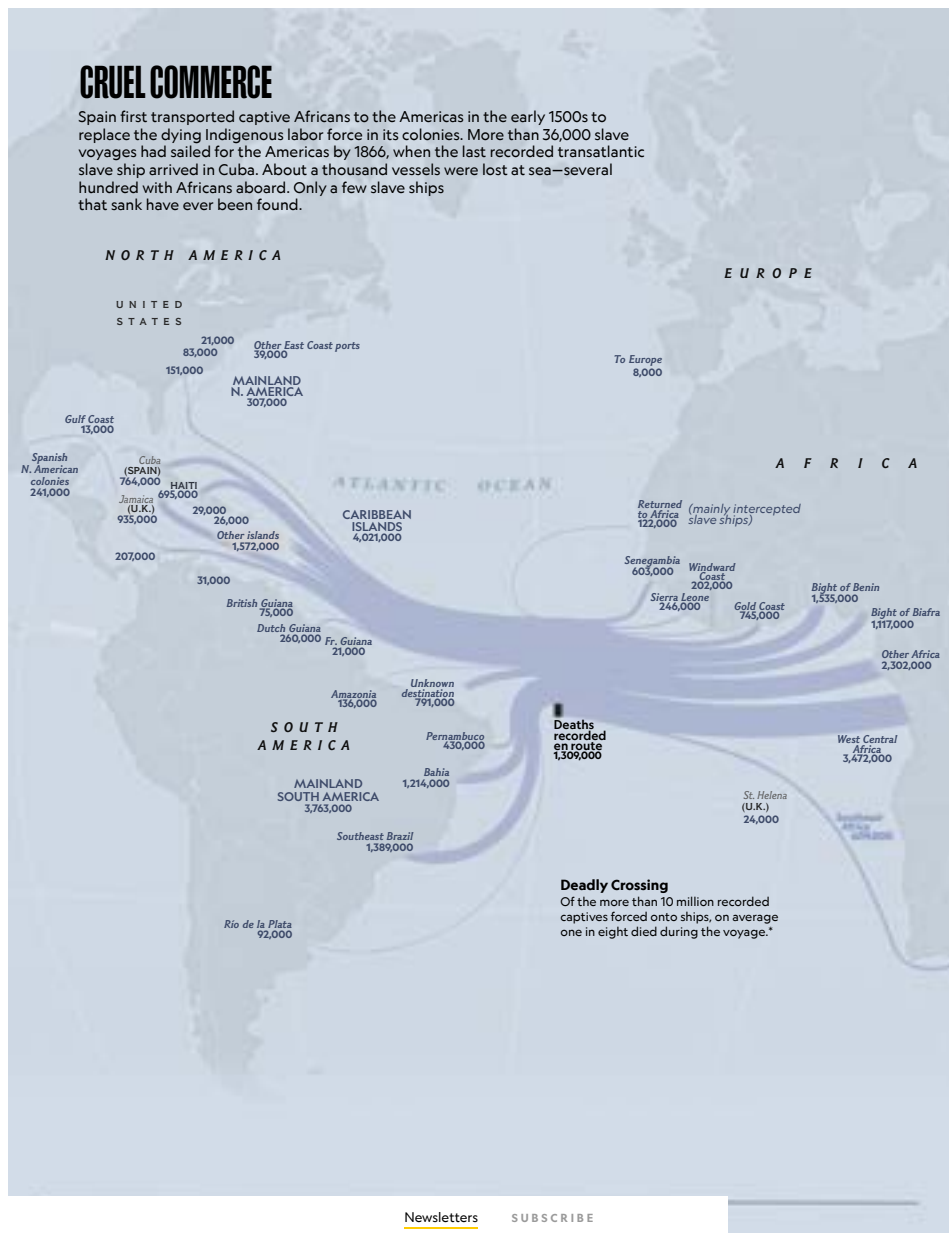 CRUEL COMMERCE
Spain first transported captive Africans to the Americas in the early 1500s to
replace the dying Indigenous labor force in its colonies. More than 36,000 slave
voyages had sailed for the Americas by 1866, when the last recorded transatlantic
slave ship arrived in Cuba. About a thousand vessels were lost at sea—several
hundred with Africans aboard. Only a few slave ships
that sank have ever been found.
NORTH AMERICA
EUROPE
UNITED
STATES
21,000
83,000
151,000
Other East Coast ports
39,000
To Europe
8,000
MAINLAND
N. AMERICA
307,000
Gulf Coast
13,000
Spanish
N. American
colonies
241,000
Cuba
(SPAIN)
764,000
HAITI
695,000
Jamaica
(U.K.)
935,000
AFRICA
ATLANTIC OCEAN
29,000
26,000
Other islands
1,572,000
CARIBBEAN
ISLANDS
4,021,000
Returned
to Africa
122,000
(mainly intercepted
slave ships)
207,000
31,000
Senegambia
603,000
Windward
Coast
202,000
Sierra Leone
246,000
Gold Coast
745,000
Bight of Benin
1,535,000
Bight of Biafra
1,117,000
British Guiana
75,000
Dutch Guiana
260,000
Fr. Guiana
21,000
Other Africa
2,302,000
Amazonia
136,000
Unknown
destination
791,000
SOUTH
AMERICA
Pernambuco
430,000
Deaths
recorded
en route
1,309,000
West Central
Africa
3,472,000
Bahia
1,214,000
MAINLAND
SOUTH AMERICA
3,763,000
St. Helena
(U.K.)
24,000
Southeast Brazil
1,389,000
Deadly Crossing
Of the more than 10 million recorded
captives forced onto ships, on average
one in eight died during the voyage.*
Río de la Plata
92,000
Newsletters
SUBSCRIBE